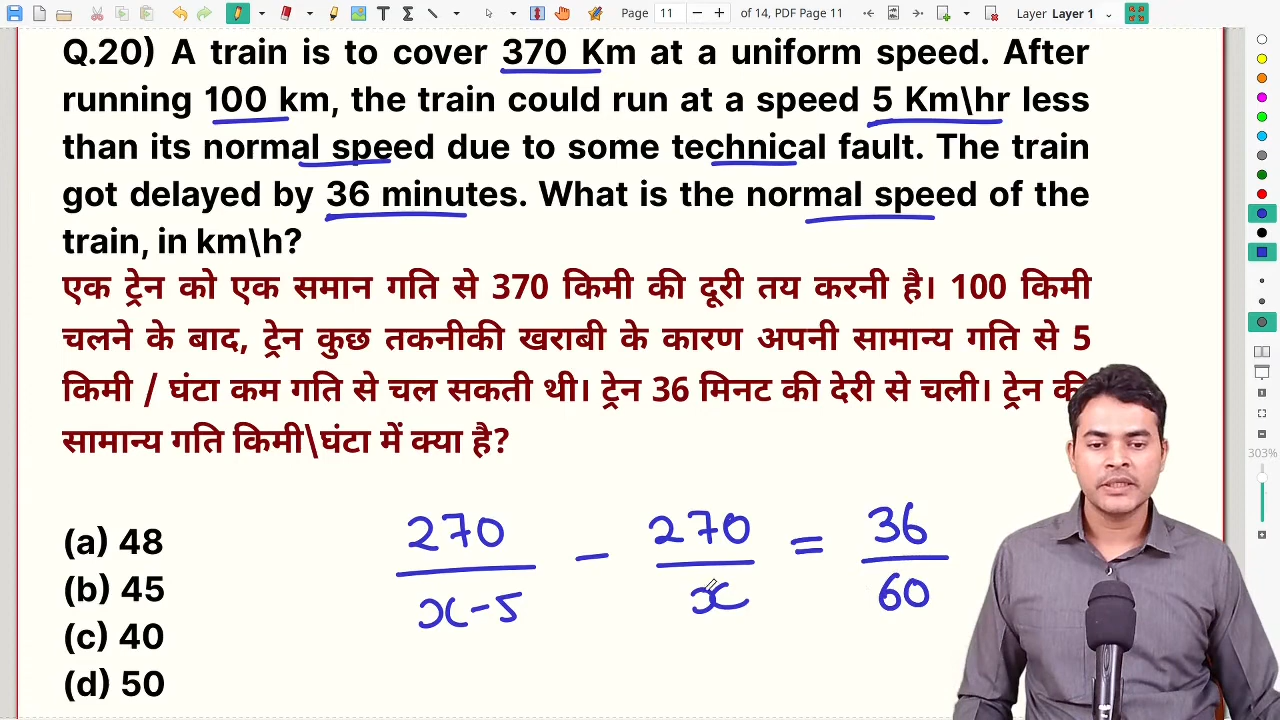 Page 11 of 14, PDF Page 11 Layer Layer 1
Q.20) A train is to cover 370 Km at a uniform speed. After
running 100 km, the train could run at a speed 5 Km\hr less
than its normal speed due to some technical fault. The train
got delayed by 36 minutes. What is the normal speed of the
train, in km\h?
एक ट्रेन को एक समान गति से 370 किमी की दूरी तय करनी है। 100 किमी
चलने के बाद, ट्रेन कुछ तकनीकी खराबी के कारण अपनी सामान्य गति से 5
किमी / घंटा कम गति से चल सकती थी। ट्रेन 36 मिनट की देरी से चली। ट्रेन की
सामान्य गति किमी\घंटा में क्या है?
303%
(a) 48
(b) 45
(c) 40
(d) 50
270 270 36
— — = —
x-5 x 60